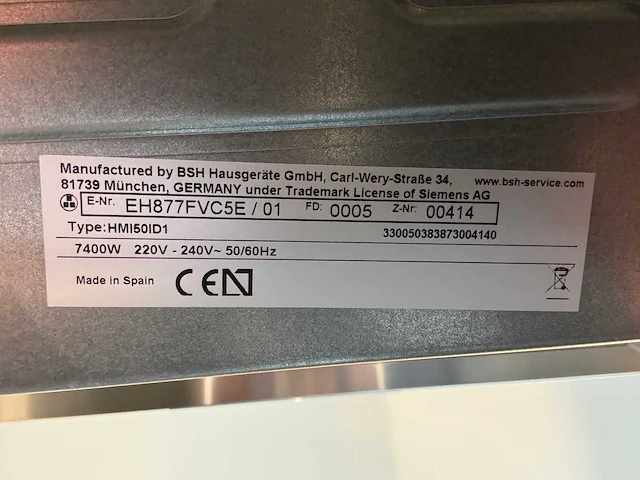 Manufactured by BSH Hausgeräte GmbH, Carl-Wery-Straße 34, www.bsh-service.com
81739 München, GERMANY under Trademark License of Siemens AG
E-Nr. EH877FVC5E / 01 FD: 0005 Z-Nr: 00414
Type:HMI50ID1 330050383873004140
7400W 220V - 240V~ 50/60Hz
Made in Spain CE N